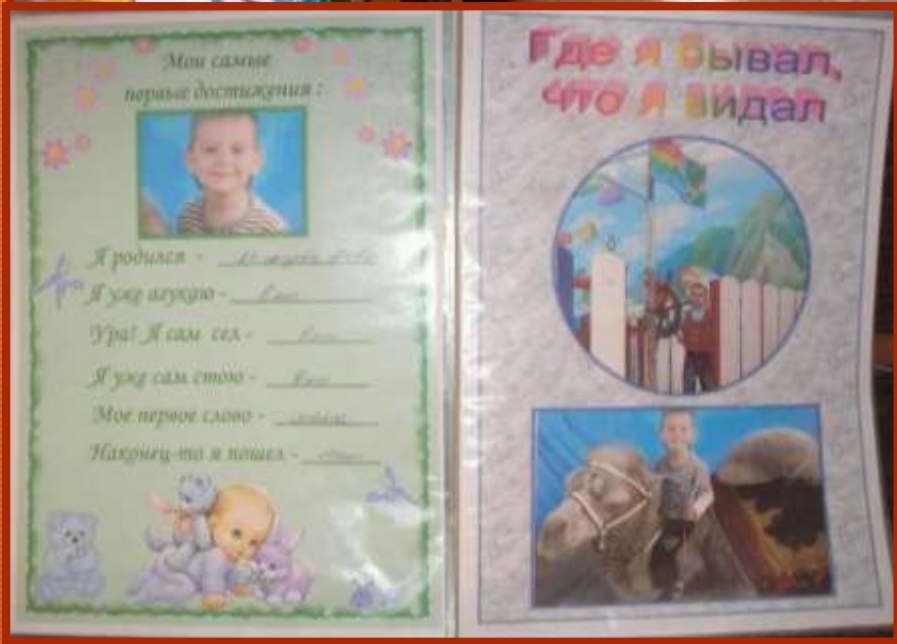 Мои самые
первые достижения :
Я родился -
Я уже агукаю -
Ура! Я сам сел -
Я уже сам стою -
Мое первое слово -
Наконец-то я пошел -
Где я бывал,
что я видал